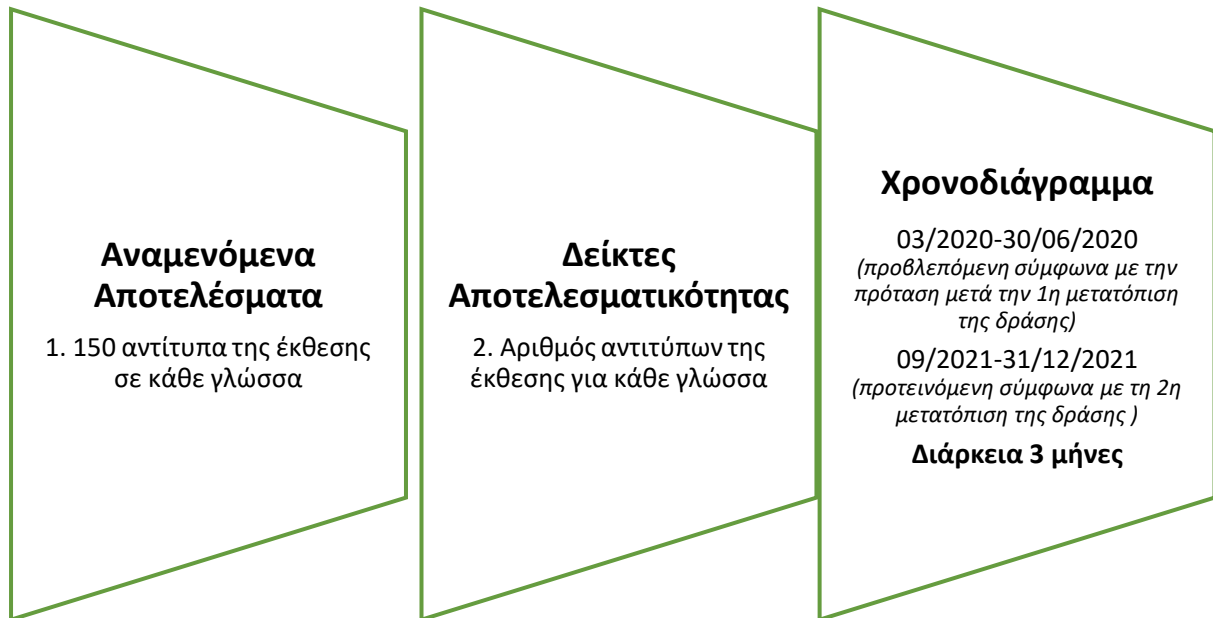 Αναμενόμενα
Αποτελέσματα
1. 150 αντίτυπα της έκθεσης
σε κάθε γλώσσα
Δείκτες
Αποτελεσματικότητας
2. Αριθμός αντιτύπων της
έκθεσης για κάθε γλώσσα
Χρονοδιάγραμμα
03/2020-30/06/2020
(προβλεπόμενη σύμφωνα με την
πρόταση μετά την 1η μετατόπιση
της δράσης)
09/2021-31/12/2021
(προτεινόμενη σύμφωνα με τη 2η
μετατόπιση της δράσης )
Διάρκεια 3 μήνες